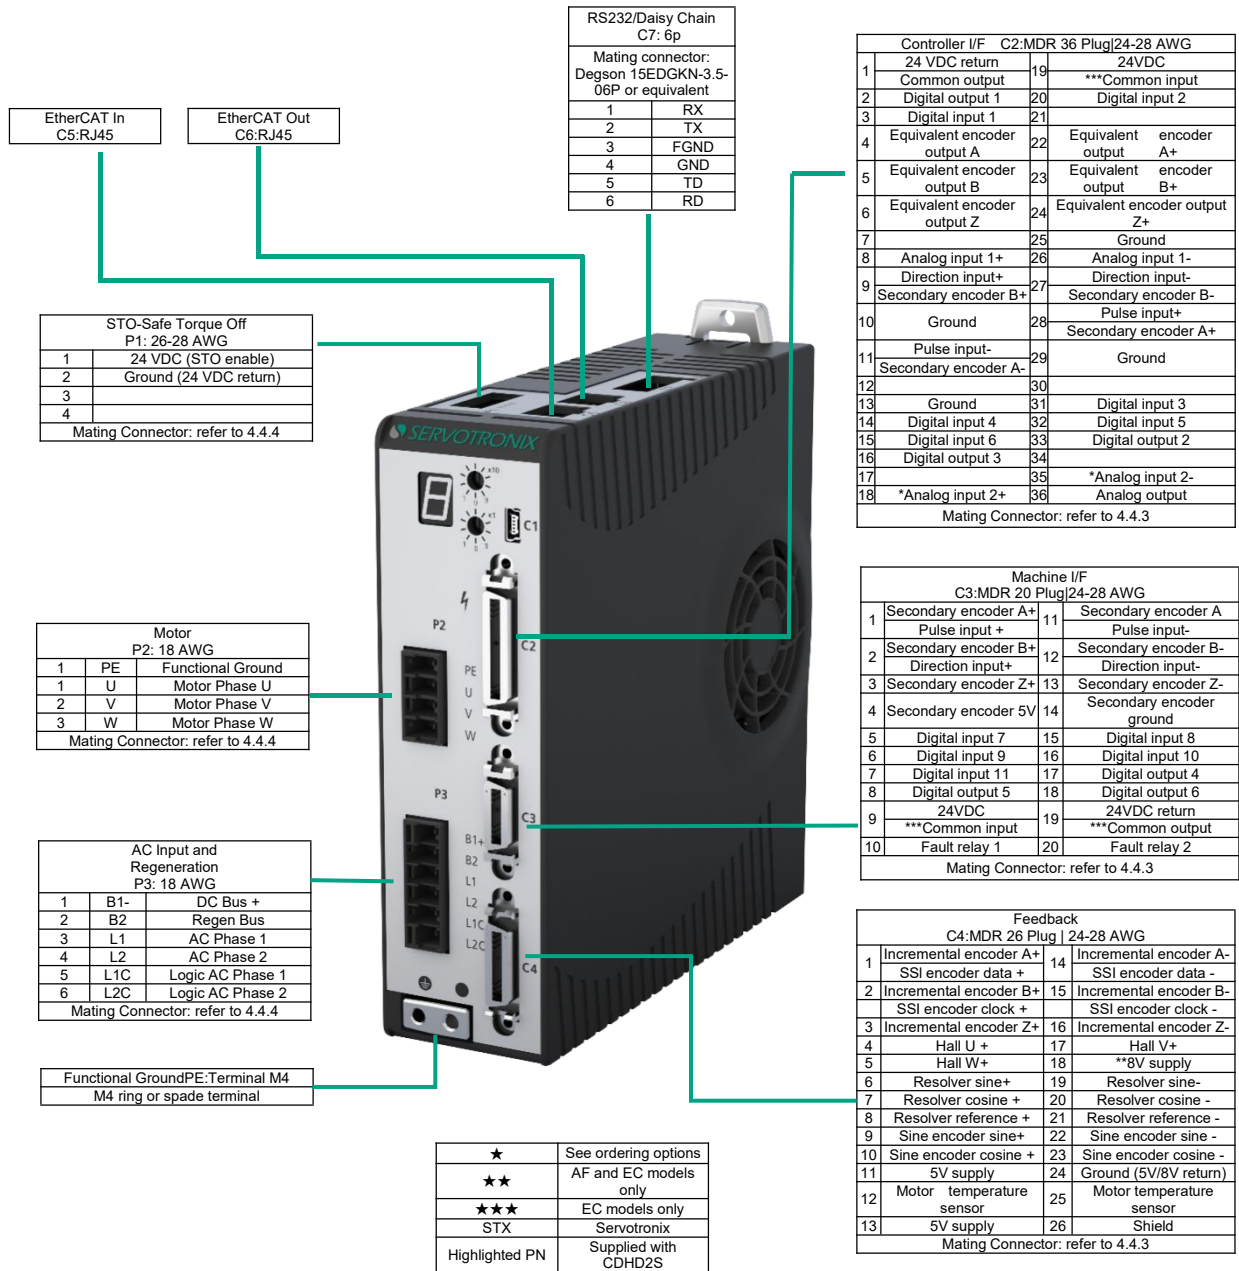 RS232/Daisy Chain
C7: 6p
Mating connector:
Degson 15EDGKN-3.5-
06P or equivalent
1 RX
2 TX
3 FGND
4 GND
5 TD
6 RD
EtherCAT In
C5:RJ45
EtherCAT Out
C6:RJ45
STO-Safe Torque Off
P1: 26-28 AWG
1 24 VDC (STO enable)
2 Ground (24 VDC return)
3
4
Mating Connector: refer to 4.4.4
Motor
P2: 18 AWG
1 PE Functional Ground
1 U Motor Phase U
2 V Motor Phase V
3 W Motor Phase W
Mating Connector: refer to 4.4.4
AC Input and
Regeneration
P3: 18 AWG
1 B1- DC Bus +
2 B2 Regen Bus
3 L1 AC Phase 1
4 L2 AC Phase 2
5 L1C Logic AC Phase 1
6 L2C Logic AC Phase 2
Mating Connector: refer to 4.4.4
Functional GroundPE:Terminal M4
M4 ring or spade terminal
SERVOTRONIX
x10
1 0 9
x1
1 0 9
C1
P2
C2
PE
U
V
W
P3
C3
B1+
B2
L1
L2
L1C
L2C
C4
Controller I/F C2:MDR 36 Plug|24-28 AWG
1 24 VDC return 19 24VDC
Common output ***Common input
2 Digital output 1 20 Digital input 2
3 Digital input 1 21
4 Equivalent encoder output A 22 Equivalent encoder output A+
5 Equivalent encoder output B 23 Equivalent encoder output B+
6 Equivalent encoder output Z 24 Equivalent encoder output Z+
7 25 Ground
8 Analog input 1+ 26 Analog input 1-
9 Direction input+ 27 Direction input-
Secondary encoder B+ Secondary encoder B-
10 Ground 28 Pulse input+
Secondary encoder A+
11 Pulse input- 29 Ground
Secondary encoder A-
12 30
13 Ground 31 Digital input 3
14 Digital input 4 32 Digital input 5
15 Digital input 6 33 Digital output 2
16 Digital output 3 34
17 35 *Analog input 2-
18 *Analog input 2+ 36 Analog output
Mating Connector: refer to 4.4.3
Machine I/F
C3:MDR 20 Plug|24-28 AWG
1 Secondary encoder A+ 11 Secondary encoder A
Pulse input + Pulse input-
2 Secondary encoder B+ 12 Secondary encoder B-
Direction input+ Direction input-
3 Secondary encoder Z+ 13 Secondary encoder Z-
4 Secondary encoder 5V 14 Secondary encoder ground
5 Digital input 7 15 Digital input 8
6 Digital input 9 16 Digital input 10
7 Digital input 11 17 Digital output 4
8 Digital output 5 18 Digital output 6
9 24VDC 19 24VDC return
***Common input ***Common output
10 Fault relay 1 20 Fault relay 2
Mating Connector: refer to 4.4.3
Feedback
C4:MDR 26 Plug | 24-28 AWG
1 Incremental encoder A+ 14 Incremental encoder A-
SSI encoder data + SSI encoder data -
2 Incremental encoder B+ 15 Incremental encoder B-
SSI encoder clock + SSI encoder clock -
3 Incremental encoder Z+ 16 Incremental encoder Z-
4 Hall U + 17 Hall V+
5 Hall W+ 18 **8V supply
6 Resolver sine+ 19 Resolver sine-
7 Resolver cosine + 20 Resolver cosine -
8 Resolver reference + 21 Resolver reference -
9 Sine encoder sine+ 22 Sine encoder sine -
10 Sine encoder cosine + 23 Sine encoder cosine -
11 5V supply 24 Ground (5V/8V return)
12 Motor temperature sensor 25 Motor temperature sensor
13 5V supply 26 Shield
Mating Connector: refer to 4.4.3
★ See ordering options
★★ AF and EC models only
★★★ EC models only
STX Servotronix
Highlighted PN Supplied with CDHD2S